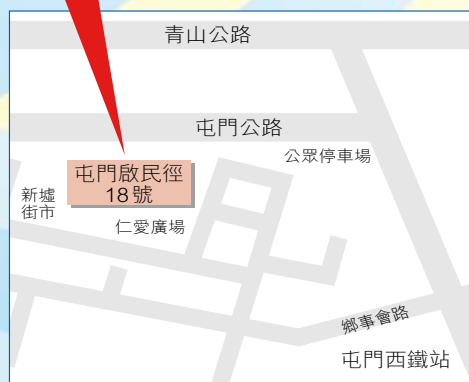 青山公路
屯門公路
公眾停車場
屯門啟民徑
18號
新墟
街市
仁愛廣場
鄉事會路
屯門西鐵站